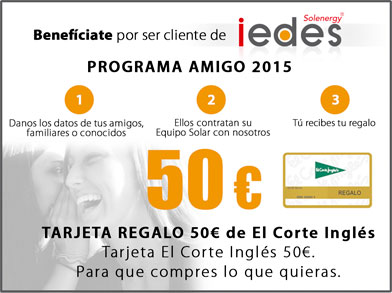 Solenergy®
Benefíciate por ser cliente de iedes
PROGRAMA AMIGO 2015
1
Danos los datos de tus amigos,
familiares o conocidos
2
Ellos contratan su
Equipo Solar con nosotros
3
Tú recibes tu regalo
50€
El Corte Inglés
REGALO
TARJETA REGALO 50€ de El Corte Inglés
Tarjeta El Corte Inglés 50€.
Para que compres lo que quieras.